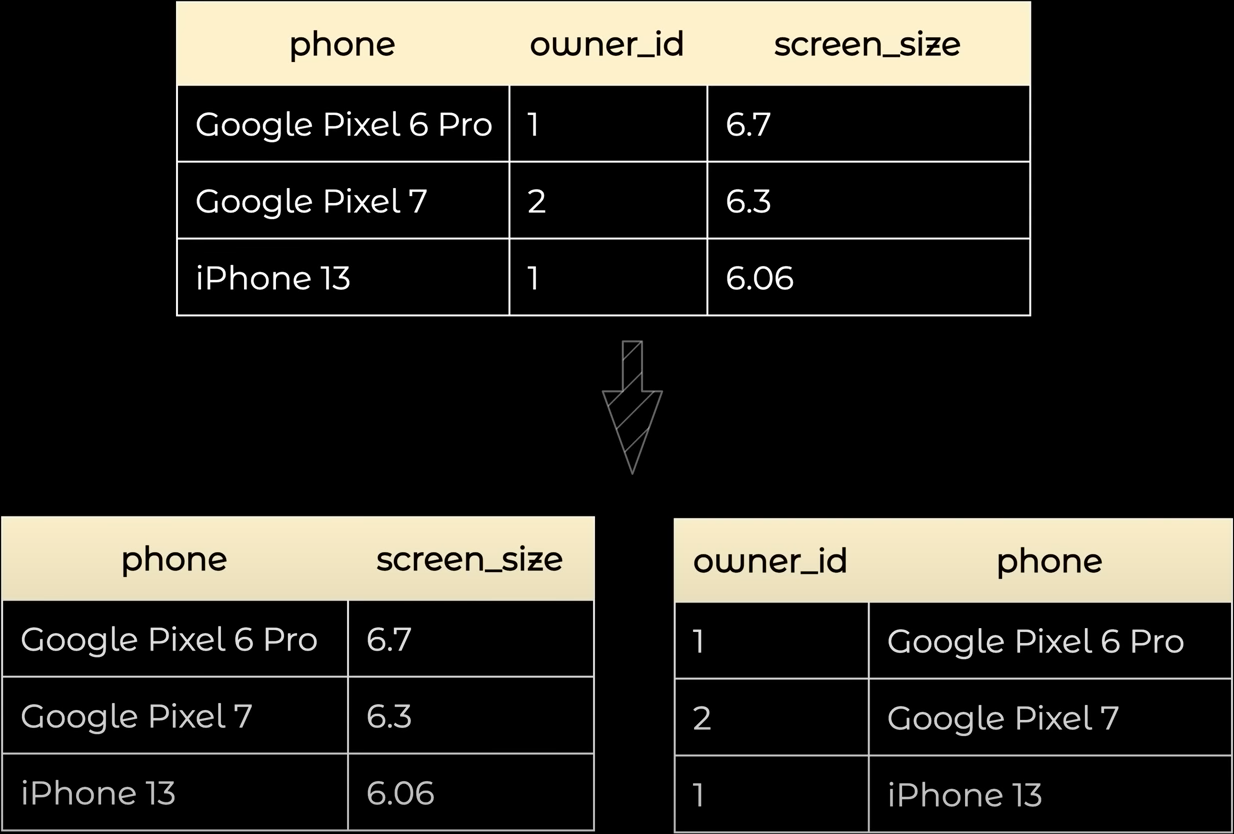 phone owner_id screen_size
Google Pixel 6 Pro 1 6.7
Google Pixel 7 2 6.3
iPhone 13 1 6.06
phone screen_size
Google Pixel 6 Pro 6.7
Google Pixel 7 6.3
iPhone 13 6.06
owner_id phone
1 Google Pixel 6 Pro
2 Google Pixel 7
1 iPhone 13